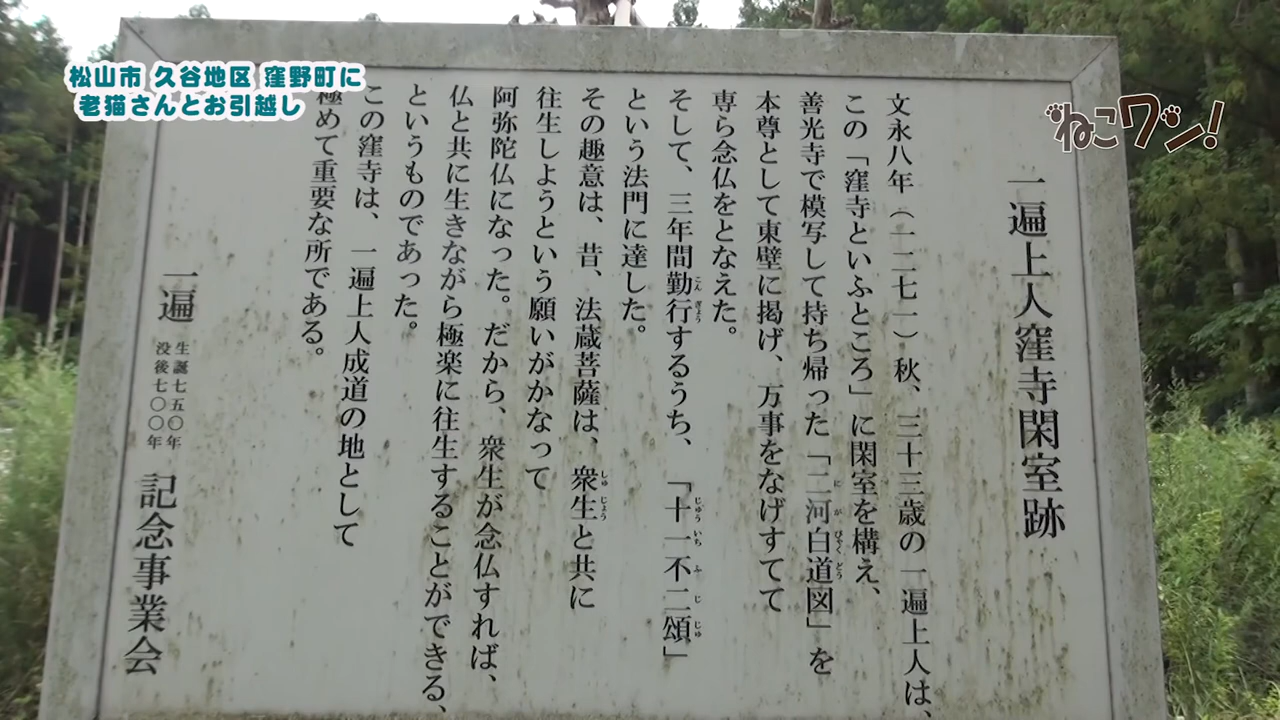 松山市 久谷地区 窪野町に
老猫さんとお引越し
ねこワン!
一遍上人窪寺閑室跡
文永八年（一二七一）秋、三十三歳の一遍上人は、
この「窪寺といふところ」に閑室を構え、
善光寺で模写して持ち帰った「二河白道図」を
本尊として東壁に掲げ、万事をなげすてて
専ら念仏をとなえた。
そして、三年間勤行するうち、「十一不二頌」
という法門に達した。
その趣意は、昔、法蔵菩薩は、衆生と共に
往生しようという願いがかなって
阿弥陀仏になった。だから、衆生が念仏すれば、
仏と共に生きながら極楽に往生することができる、
というものであった。
この窪寺は、一遍上人成道の地として
極めて重要な所である。
一遍 生誕七五〇年 没後七〇〇年 記念事業会